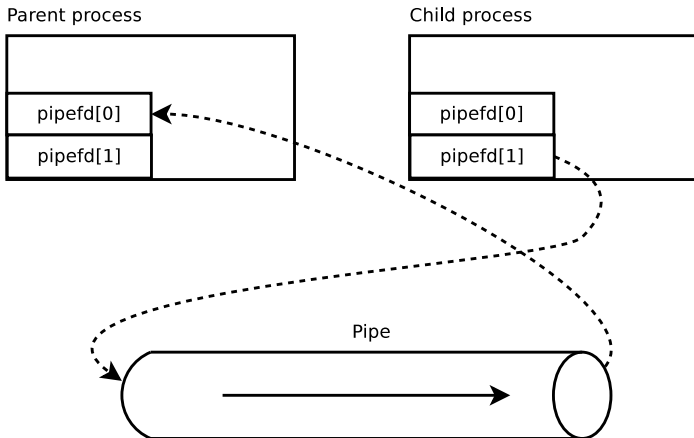 Parent process
Child process
pipefd[0]
pipefd[1]
pipefd[0]
pipefd[1]
Pipe